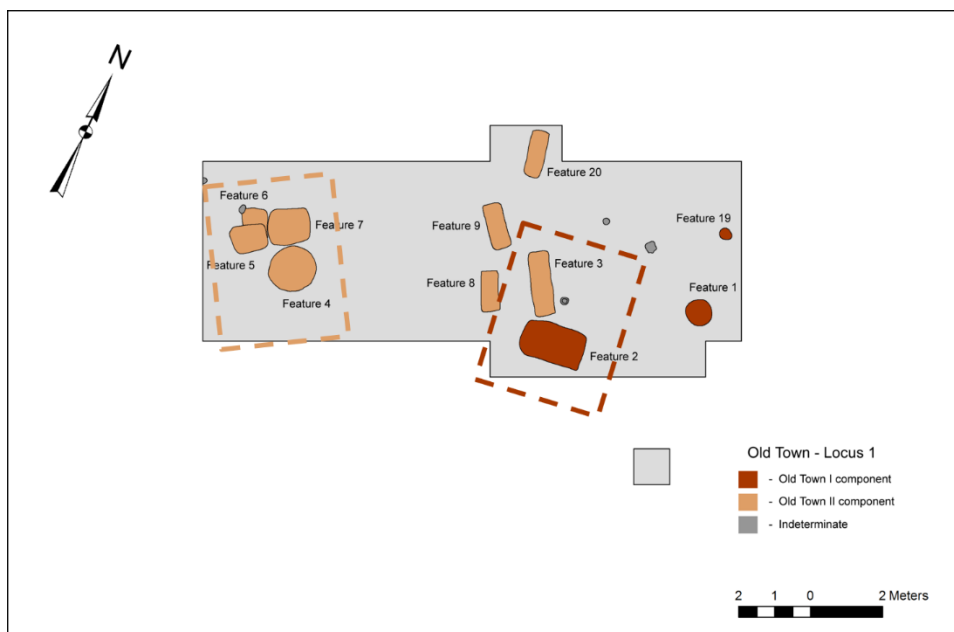 N
Feature 20
Feature 6
Feature 7
Feature 9
Feature 19
Feature 5
Feature 3
Feature 8
Feature 1
Feature 4
Feature 2
Old Town - Locus 1
- Old Town I component
- Old Town II component
- Indeterminate
2 1 0 2 Meters